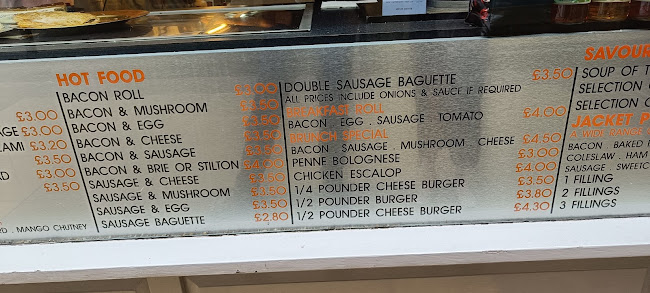 £3.00
AGE £3.00
LAMI £3.20
£3.50
£3.00
£3.50
D . MANGO CHUTNEY
HOT FOOD
BACON ROLL £3.00
BACON & MUSHROOM £3.50
BACON & EGG £3.50
BACON & CHEESE £3.50
BACON & SAUSAGE £3.50
BACON & BRIE OR STILTON £4.00
SAUSAGE & CHEESE £3.50
SAUSAGE & MUSHROOM £3.50
SAUSAGE & EGG £3.50
SAUSAGE BAGUETTE £2.80
DOUBLE SAUSAGE BAGUETTE £3.50
ALL PRICES INCLUDE ONIONS & SAUCE IF REQUIRED
BREAKFAST ROLL
BACON . EGG . SAUSAGE . TOMATO £4.00
BRUNCH SPECIAL
BACON . SAUSAGE . MUSHROOM . CHEESE £4.50
PENNE BOLOGNESE £3.00
CHICKEN ESCALOP £4.00
1/4 POUNDER CHEESE BURGER £3.50
1/2 POUNDER BURGER £3.80
1/2 POUNDER CHEESE BURGER £4.30
SAVOUR
SOUP OF T
SELECTION
SELECTION
JACKET P
A WIDE RANGE
BACON . BAKED
COLESLAW . HAM
SAUSAGE . SWEETC
1 FILLING
2 FILLINGS
3 FILLINGS